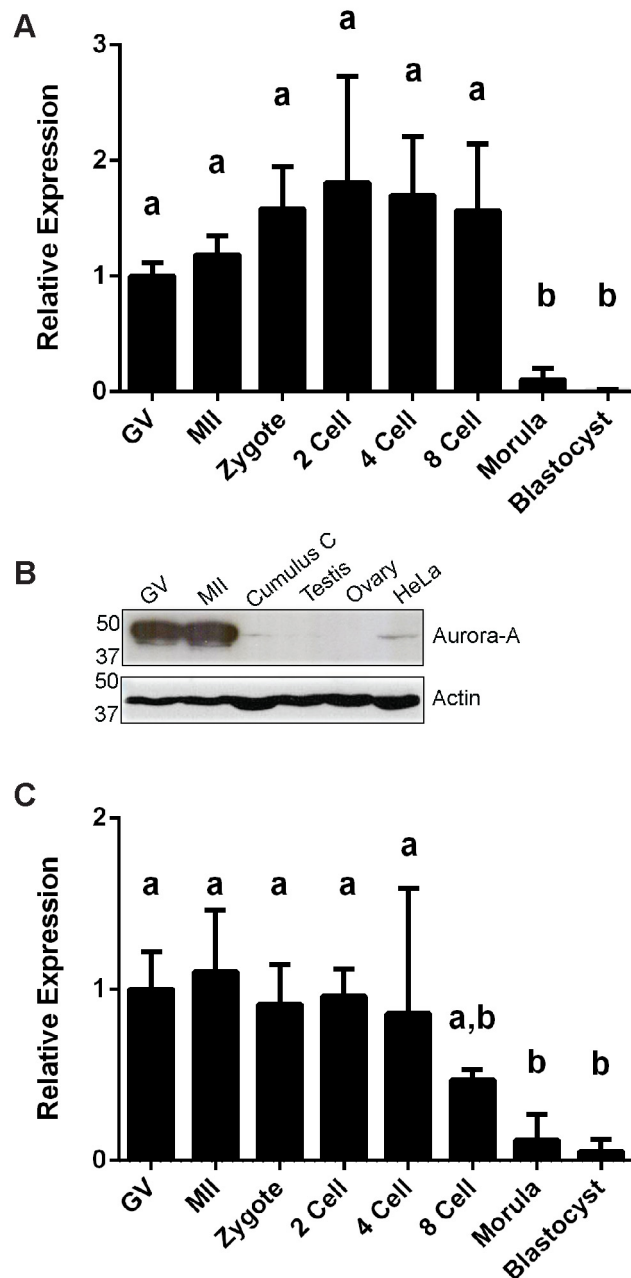 A
3
2
1
0
Relative Expression
a
a
a
a
a
a
b
b
GV
MII
Zygote
2 Cell
4 Cell
8 Cell
Morula
Blastocyst
B
GV
MII
Cumulus C
Testis
Ovary
HeLa
50
37
Aurora-A
50
37
Actin
C
2
1
0
Relative Expression
a
a
a
a
a
a,b
b
b
GV
MII
Zygote
2 Cell
4 Cell
8 Cell
Morula
Blastocyst